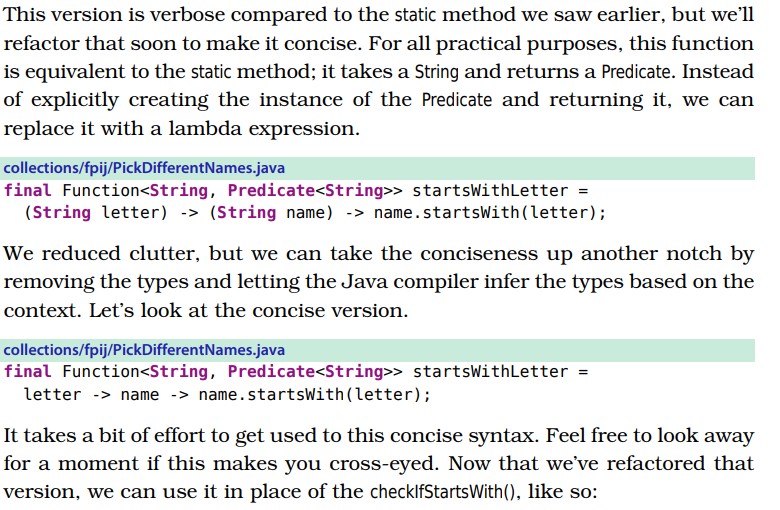 This version is verbose compared to the static method we saw earlier, but we'll
refactor that soon to make it concise. For all practical purposes, this function
is equivalent to the static method; it takes a String and returns a Predicate. Instead
of explicitly creating the instance of the Predicate and returning it, we can
replace it with a lambda expression.
collections/fpij/PickDifferentNames.java
final Function<String, Predicate<String>> startsWithLetter =
(String letter) -> (String name) -> name.startsWith(letter);
We reduced clutter, but we can take the conciseness up another notch by
removing the types and letting the Java compiler infer the types based on the
context. Let's look at the concise version.
collections/fpij/PickDifferentNames.java
final Function<String, Predicate<String>> startsWithLetter =
letter -> name -> name.startsWith(letter);
It takes a bit of effort to get used to this concise syntax. Feel free to look away
for a moment if this makes you cross-eyed. Now that we've refactored that
version, we can use it in place of the checkIfStartsWith(), like so: